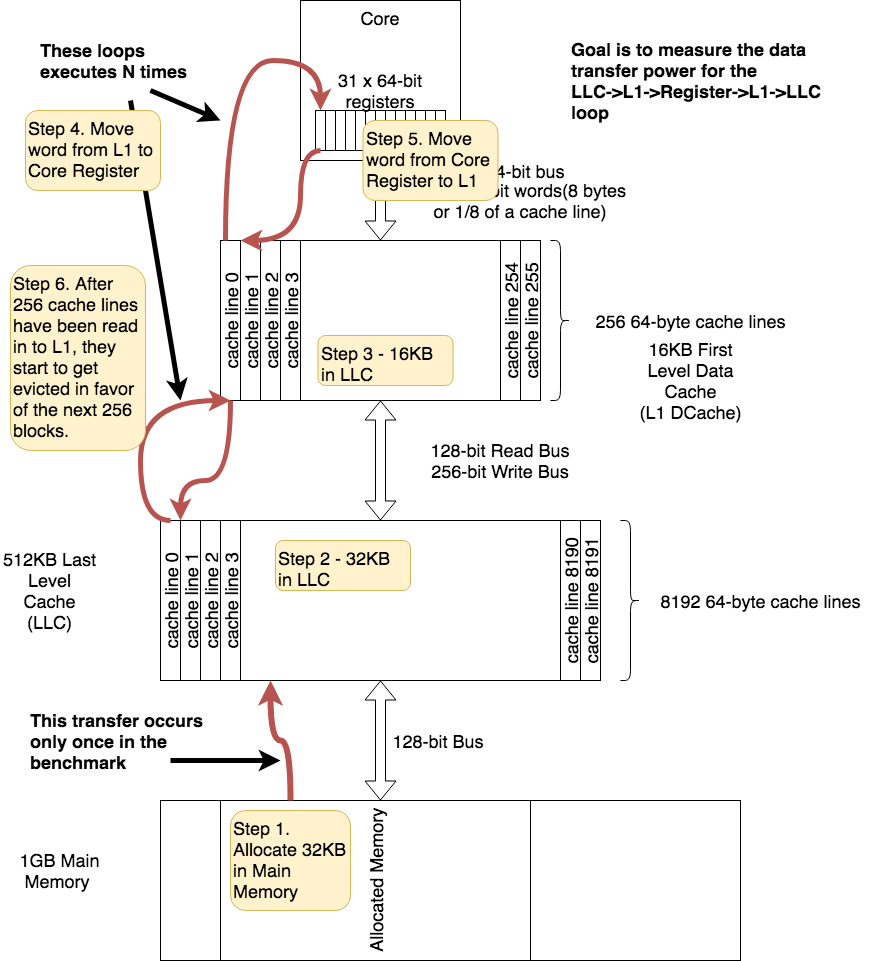 Core
These loops
executes N times
Goal is to measure the data
transfer power for the
LLC->L1->Register->L1->LLC
loop
31 x 64-bit
registers
Step 4. Move
word from L1 to
Core Register
Step 5. Move
word from Core
Register to L1
4-bit bus
bit words(8 bytes
or 1/8 of a cache line)
Step 6. After
256 cache lines
have been read
in to L1, they
start to get
evicted in favor
of the next 256
blocks.
cache line 0
cache line 1
cache line 2
cache line 3
cache line 254
cache line 255
Step 3 - 16KB
in LLC
256 64-byte cache lines
16KB First
Level Data
Cache
(L1 DCache)
128-bit Read Bus
256-bit Write Bus
512KB Last
Level
Cache
(LLC)
cache line 0
cache line 1
cache line 2
cache line 3
Step 2 - 32KB
in LLC
cache line 8190
cache line 8191
8192 64-byte cache lines
This transfer occurs
only once in the
benchmark
128-bit Bus
1GB Main
Memory
Step 1.
Allocate 32KB
in Main
Memory
Allocated Memory